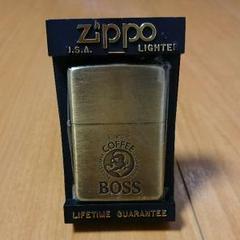 zippo
U.S.A. LIGHTER
COFFEE
BOSS
LIFETIME GUARANTEE